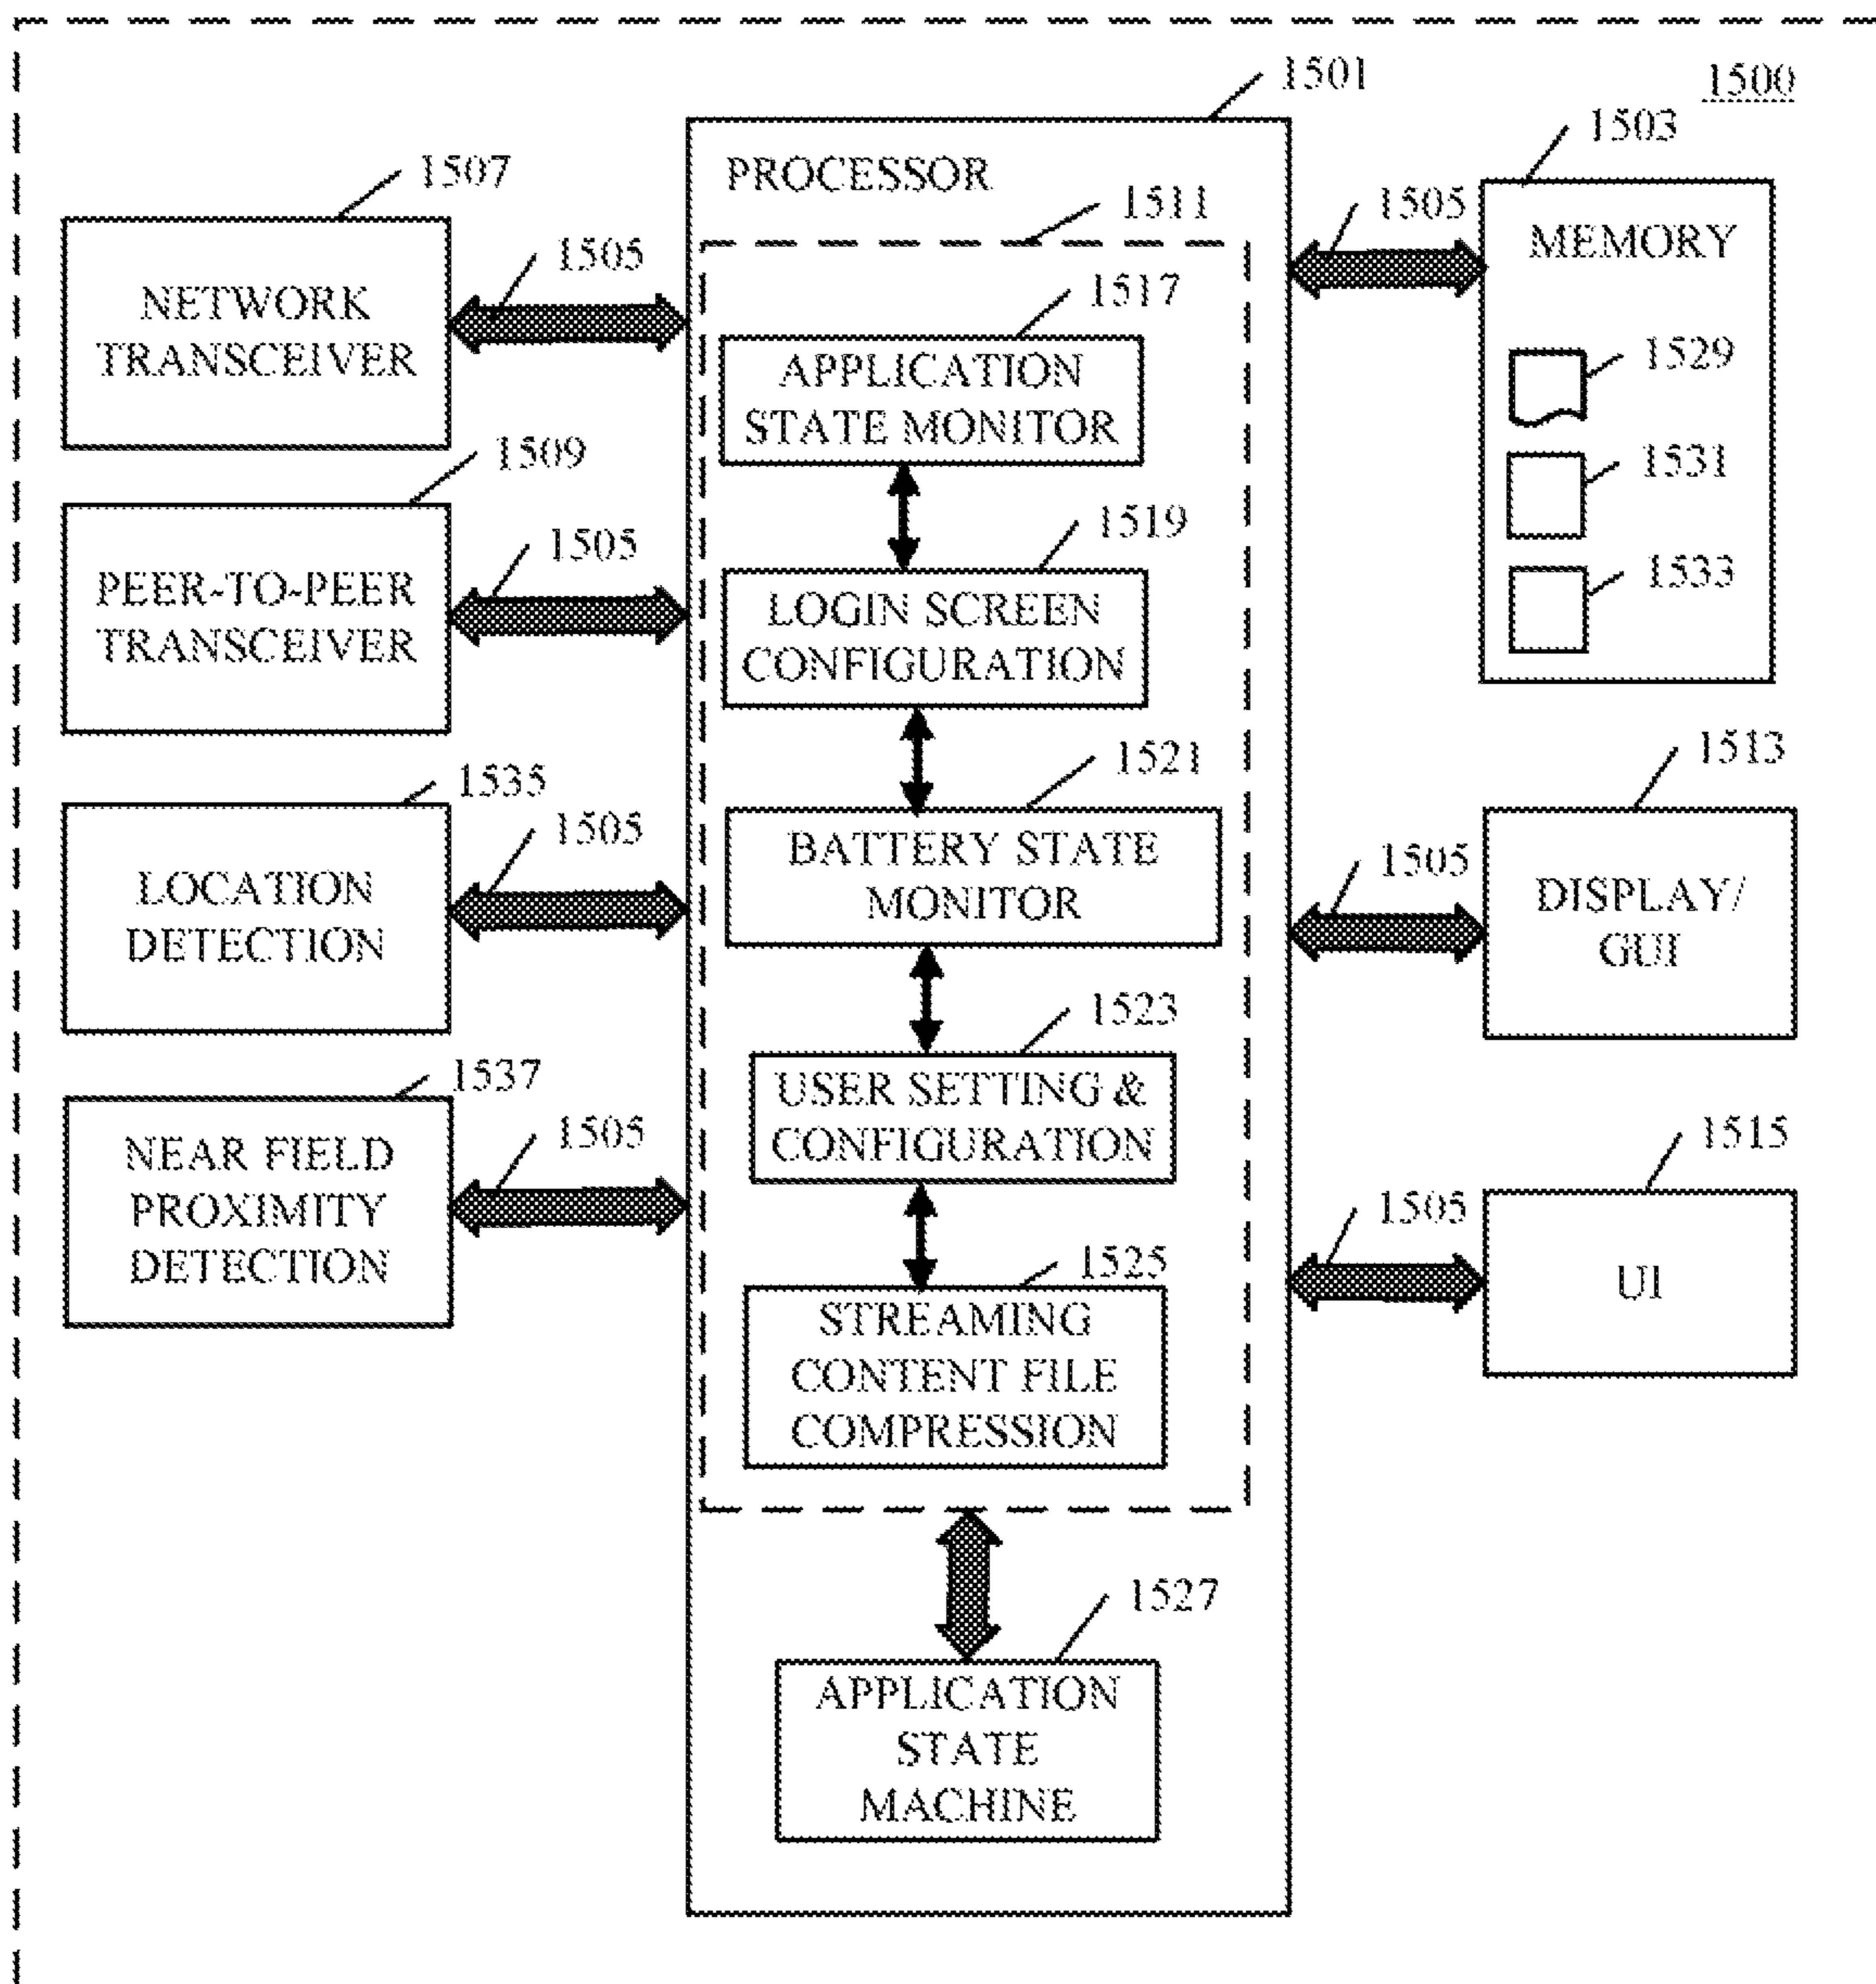 1500
1501
PROCESSOR
1503
MEMORY
1505
1529
1531
1533
1507
NETWORK
TRANSCEIVER
1505
1509
PEER-TO-PEER
TRANSCEIVER
1505
1535
LOCATION
DETECTION
1505
1537
NEAR FIELD
PROXIMITY
DETECTION
1505
1511
1517
APPLICATION
STATE MONITOR
1519
LOGIN SCREEN
CONFIGURATION
1521
BATTERY STATE
MONITOR
1523
USER SETTING &
CONFIGURATION
1525
STREAMING
CONTENT FILE
COMPRESSION
1527
APPLICATION
STATE
MACHINE
1513
1505
DISPLAY/
GUI
1515
1505
UI